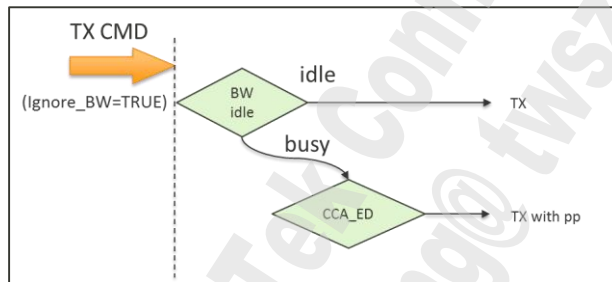 TX CMD
(Ignore_BW=TRUE)
BW
idle
idle
TX
busy
CCA_ED
TX with pp